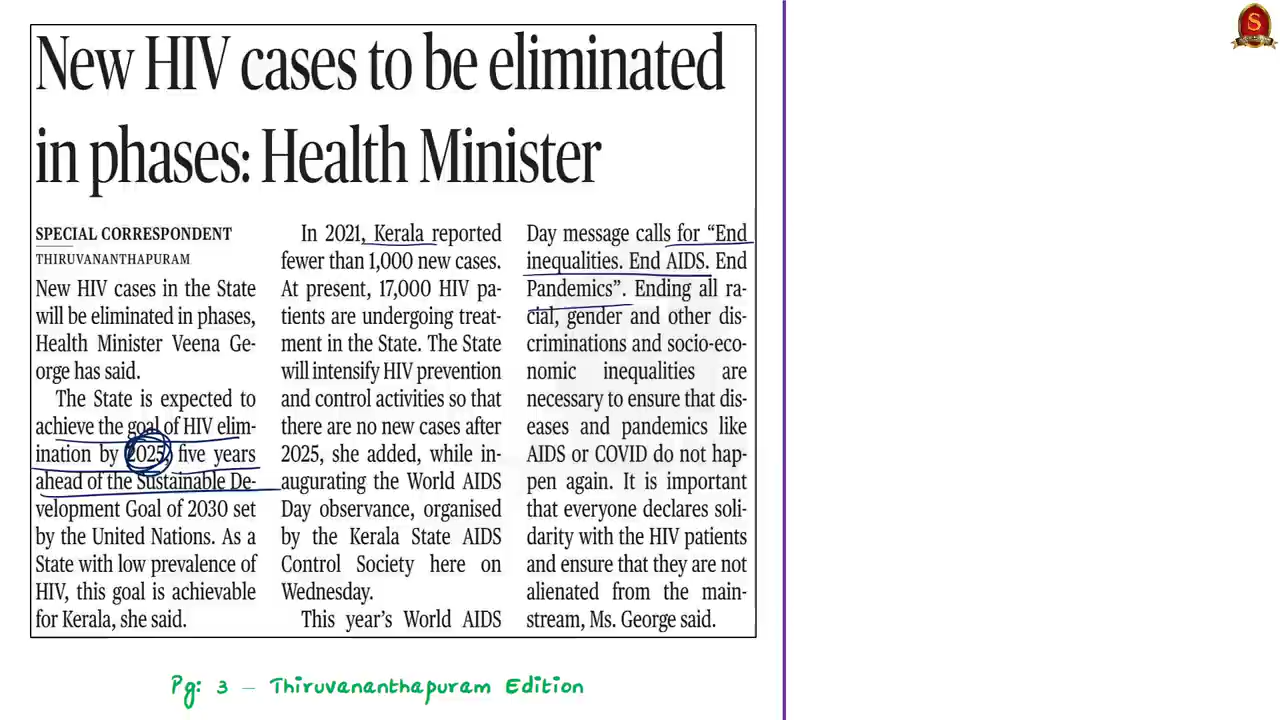 New HIV cases to be eliminated
in phases: Health Minister
SPECIAL CORRESPONDENT
THIRUVANANTHAPURAM
New HIV cases in the State
will be eliminated in phases,
Health Minister Veena Ge-
orge has said.
The State is expected to
achieve the goal of HIV elim-
ination by 2025, five years
ahead of the Sustainable De-
velopment Goal of 2030 set
by the United Nations. As a
State with low prevalence of
HIV, this goal is achievable
for Kerala, she said.
In 2021, Kerala reported
fewer than 1,000 new cases.
At present, 17,000 HIV pa-
tients are undergoing treat-
ment in the State. The State
will intensify HIV prevention
and control activities so that
there are no new cases after
2025, she added, while in-
augurating the World AIDS
Day observance, organised
by the Kerala State AIDS
Control Society here on
Wednesday.
This year's World AIDS
Day message calls for “End
inequalities. End AIDS. End
Pandemics”. Ending all ra-
cial, gender and other dis-
criminations and socio-eco-
nomic inequalities are
necessary to ensure that dis-
eases and pandemics like
AIDS or COVID do not hap-
pen again. It is important
that everyone declares soli-
darity with the HIV patients
and ensure that they are not
alienated from the main-
stream, Ms. George said.
Pg: 3 – Thiruvananthapuram Edition
S